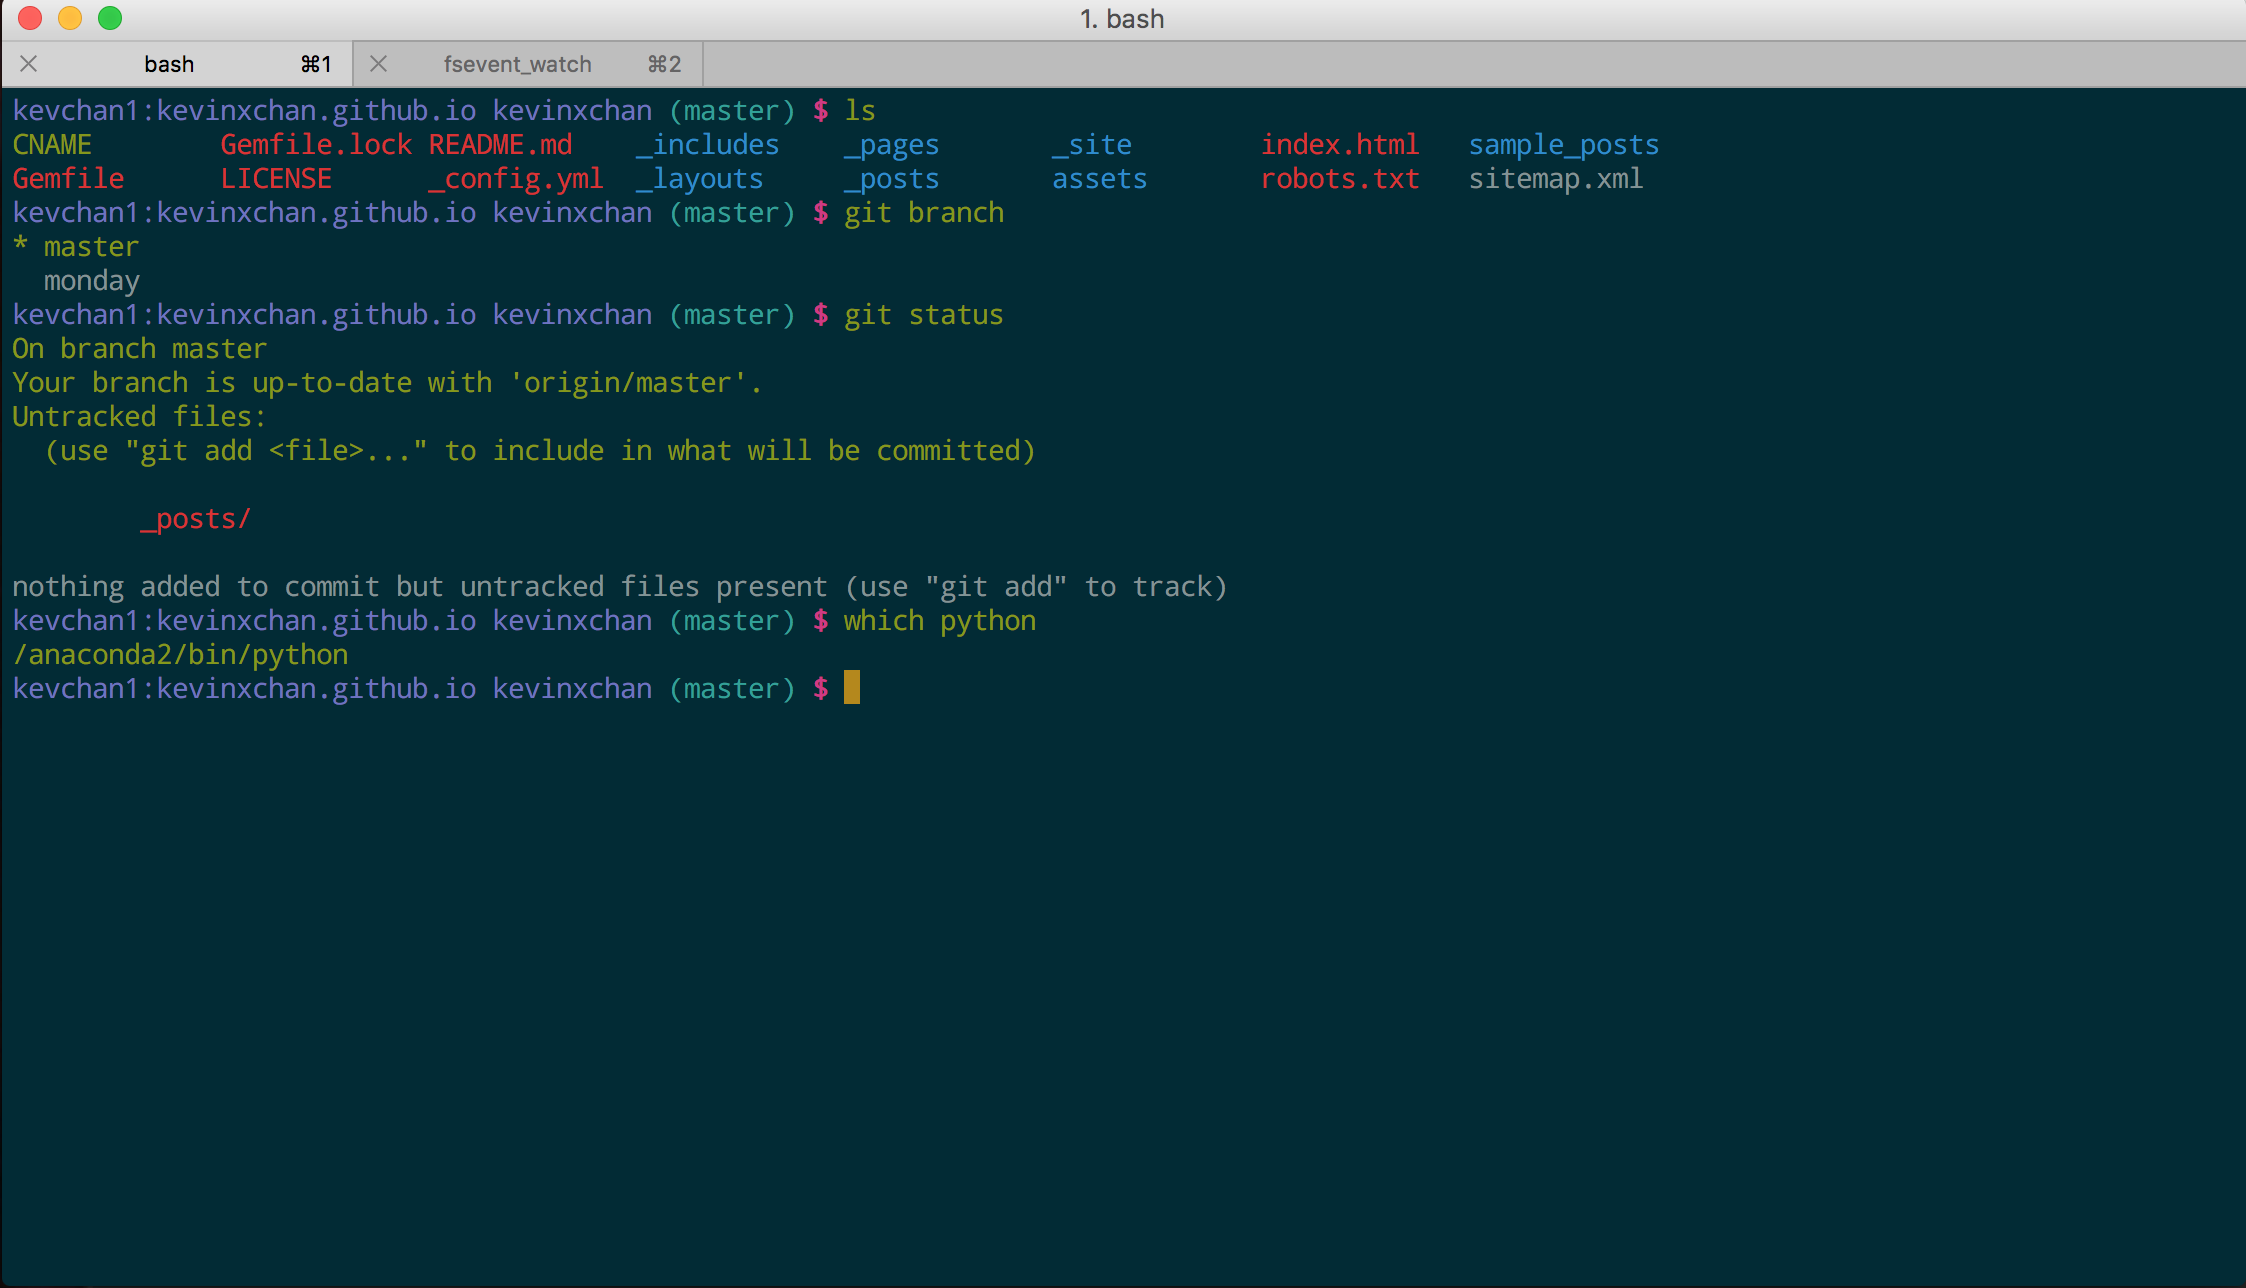 1. bash
bash ⌘1 fsevent_watch ⌘2
kevchan1:kevinxchan.github.io kevinxchan (master) $ ls
CNAME Gemfile.lock README.md _includes _pages _site index.html sample_posts
Gemfile LICENSE _config.yml _layouts _posts assets robots.txt sitemap.xml
kevchan1:kevinxchan.github.io kevinxchan (master) $ git branch
* master
monday
kevchan1:kevinxchan.github.io kevinxchan (master) $ git status
On branch master
Your branch is up-to-date with 'origin/master'.
Untracked files:
(use "git add <file>..." to include in what will be committed)
_posts/
nothing added to commit but untracked files present (use "git add" to track)
kevchan1:kevinxchan.github.io kevinxchan (master) $ which python
/anaconda2/bin/python
kevchan1:kevinxchan.github.io kevinxchan (master) $